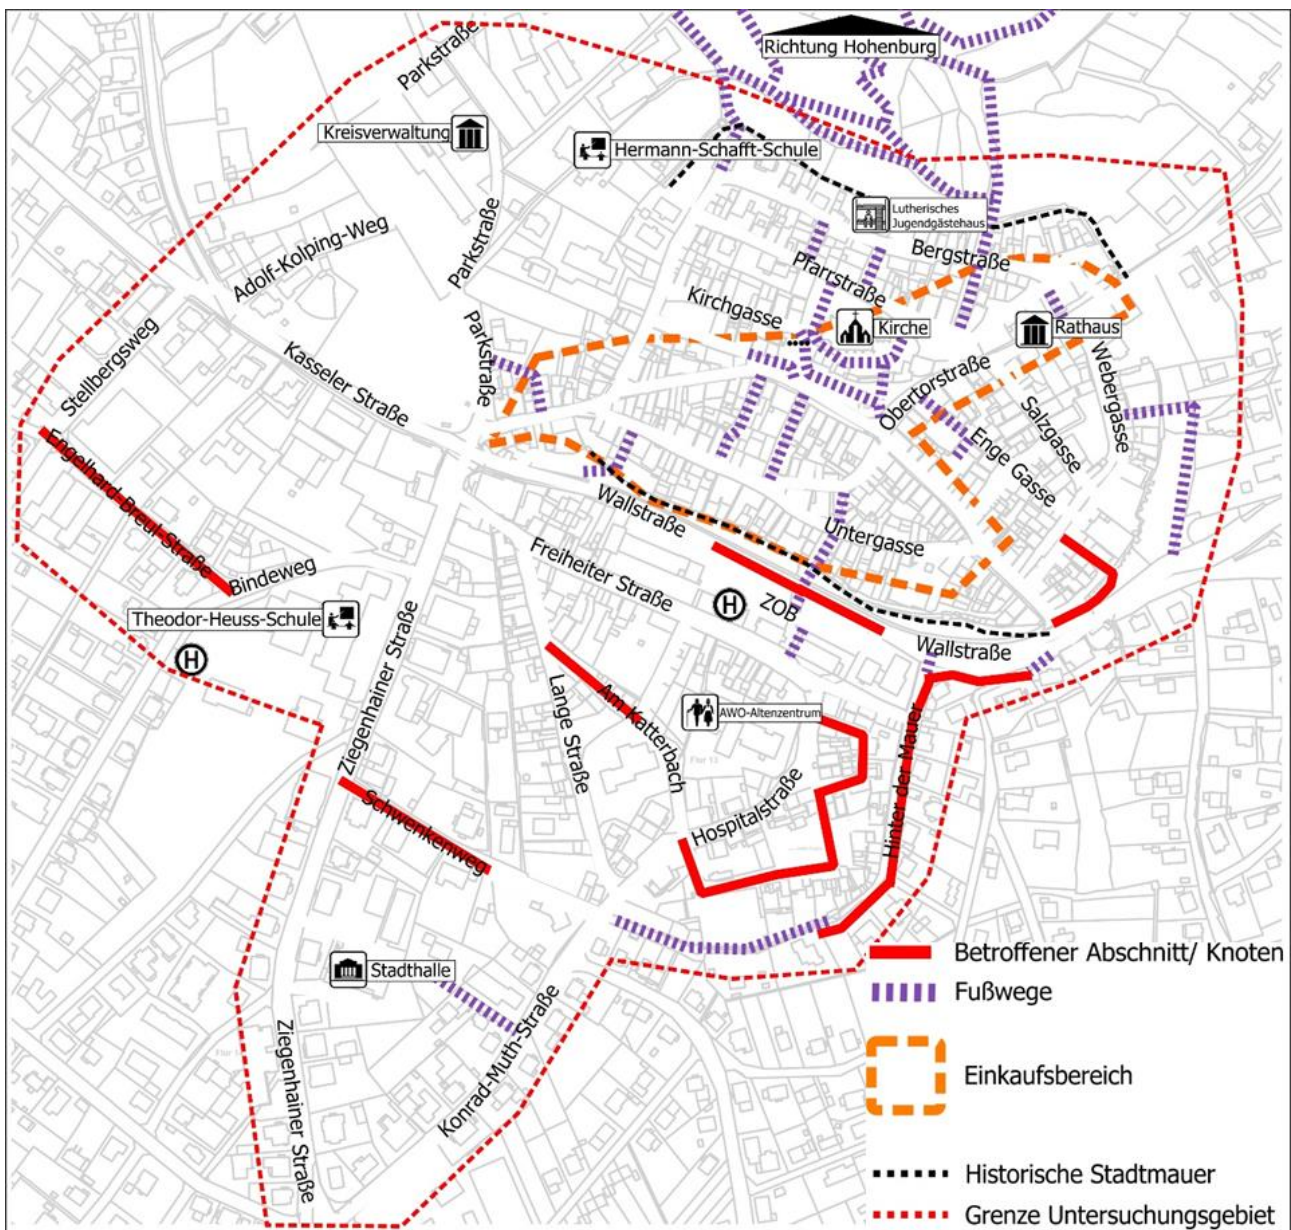 Richtung Hohenburg
Parkstraße
Kreisverwaltung
Hermann-Schafft-Schule
Lutherisches
Jugendgästehaus
Adolf-Kolping-Weg
Parkstraße
Bergstraße
Pfarrstraße
Kirchgasse
Kirche
Rathaus
Stellbergsweg
Kasseler Straße
Parkstraße
Obertorstraße
Webergasse
Salzgasse
Enge Gasse
Engelhard-Breul-Straße
Wallstraße
Untergasse
Bindeweg
Freiheiter Straße
H
ZOB
Theodor-Heuss-Schule
H
Wallstraße
Ziegenhainer Straße
Lange Straße
Am Katterbach
AWO-Altenzentrum
Flur 13
Hospitalstraße
Hinter der Mauer
Schwenkenweg
Stadthalle
Ziegenhainer Straße
Konrad-Muth-Straße
Betroffener Abschnitt/ Knoten
Fußwege
Einkaufsbereich
Historische Stadtmauer
Grenze Untersuchungsgebiet